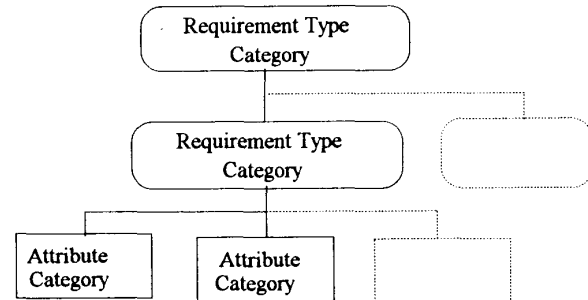 Requirement Type
Category
Requirement Type
Category
Attribute
Category
Attribute
Category